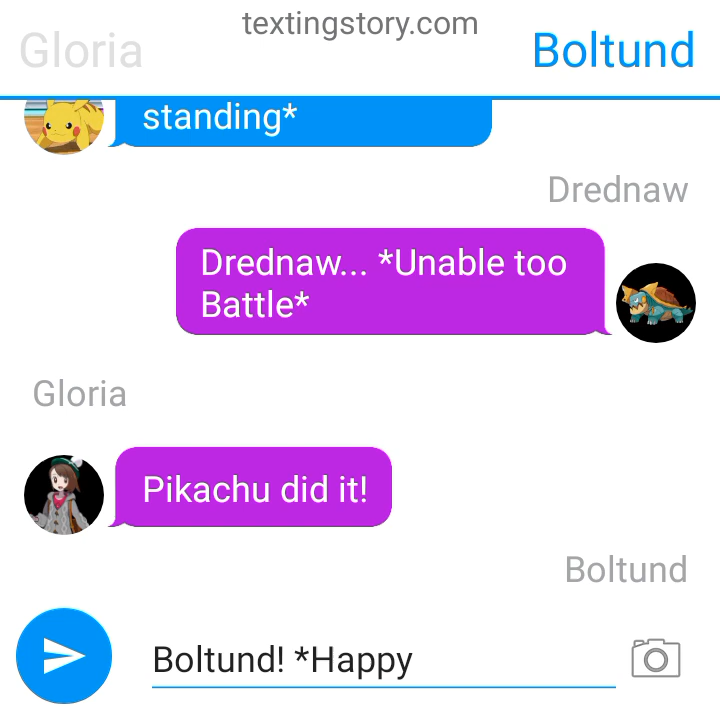 textingstory.com
Gloria
Boltund
standing*
Drednaw
Drednaw... *Unable too
Battle*
Gloria
Pikachu did it!
Boltund
Boltund! *Happy